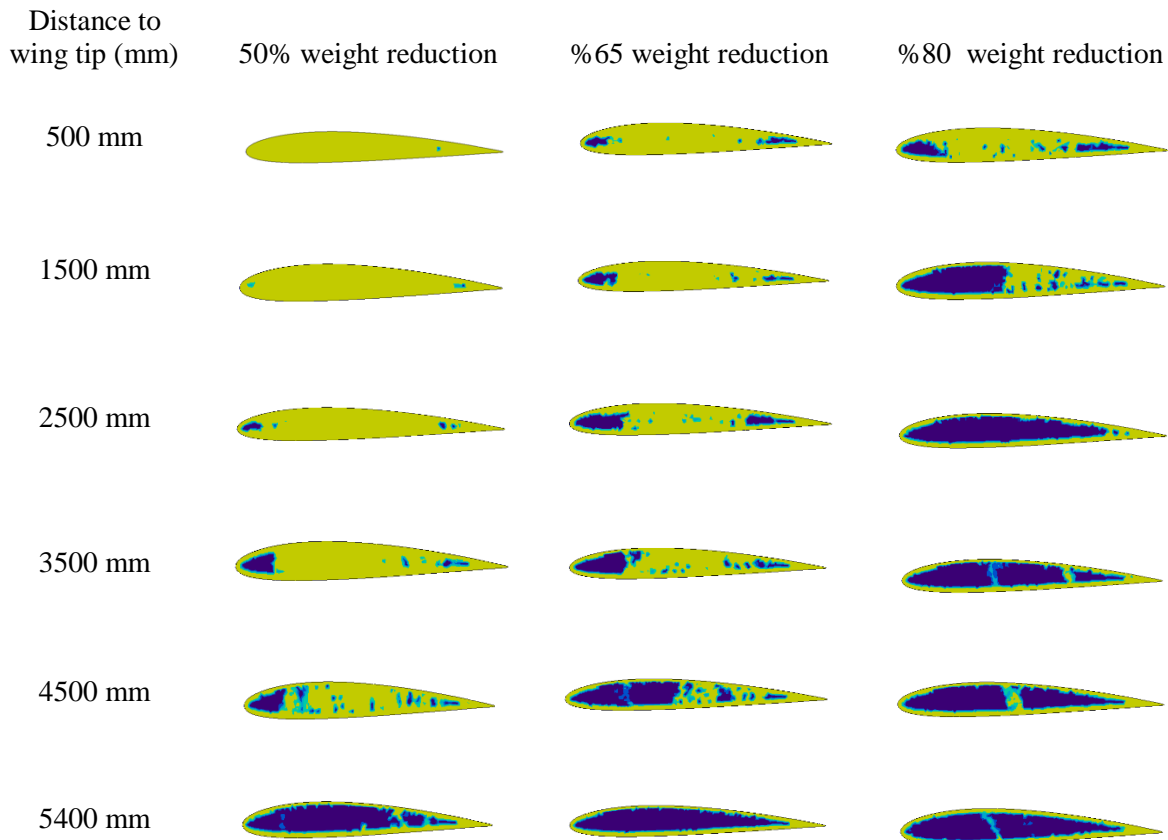 Distance to
wing tip (mm)
50% weight reduction
%65 weight reduction
%80 weight reduction
500 mm
1500 mm
2500 mm
3500 mm
4500 mm
5400 mm